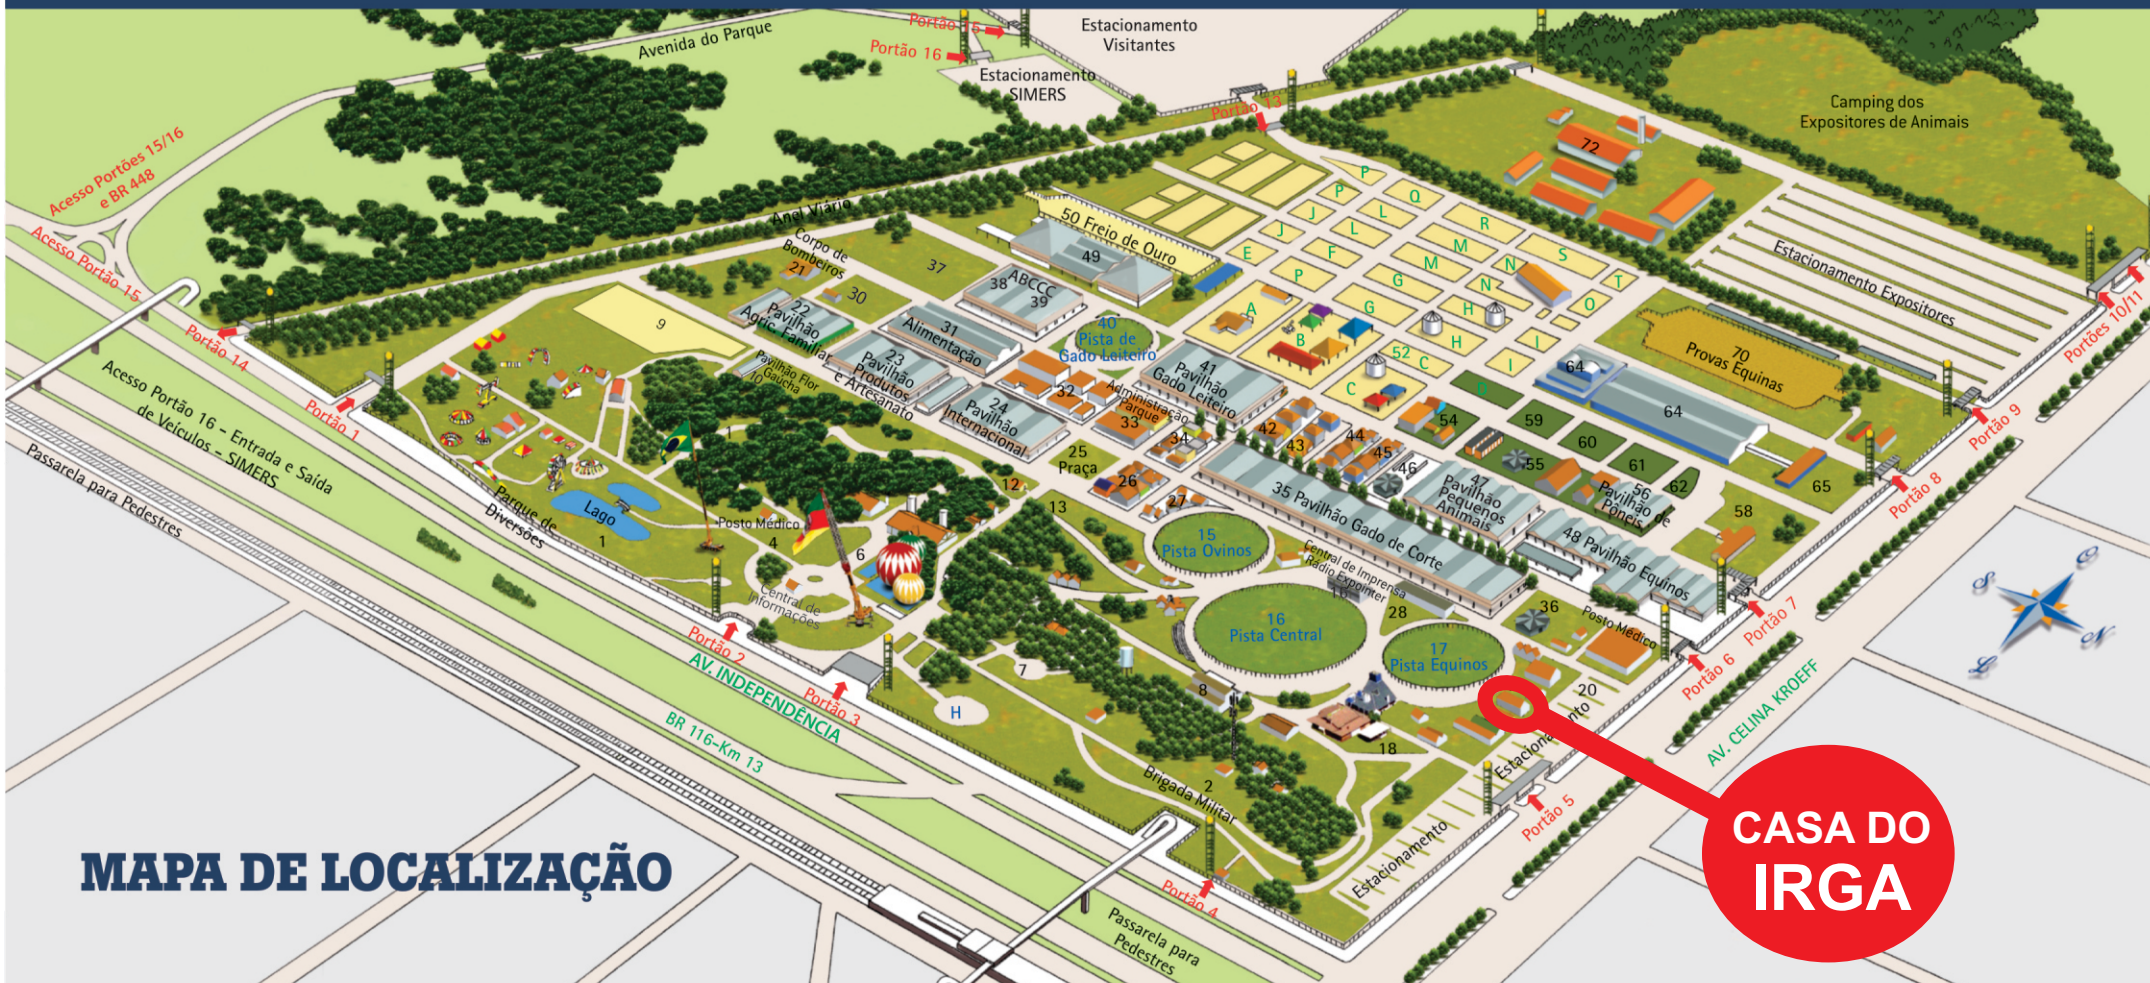 Portão 15
Portão 16
Avenida do Parque
Estacionamento
Visitantes
Estacionamento
SIMERS
Portão 13
Camping dos
Expositores de Animais
72
Acesso Portões 15/16
e BR 448
Acesso Portão 15
Portão 14
Portão 1
Anel Viário
Corpo de
Bombeiros
21
30
37
50 Freio de Ouro
49
ABCCC
38
39
P
P
Q
J
L
R
J
L
M
S
E
F
M
N
T
P
G
N
O
A
G
H
B
H
I
52
C
C
I
D
Estacionamento Expositores
Portões 10/11
9
22
Pavilhão
Agric. Familiar
31
Alimentação
40
Pista de
Gado Leiteiro
23
Pavilhão
Produtos
e Artesanato
Pavilhão Flor
Gaúcha
10
24
Pavilhão
Internacional
32
Administração
Parque
33
34
41
Pavilhão
Gado Leiteiro
42
43
44
45
46
54
59
60
61
62
55
64
64
70
Provas Equinas
Portão 9
Portão 8
65
58
56
Pavilhão de
Pôneis
47
Pavilhão
Pequenos
Animais
48 Pavilhão Equinos
35 Pavilhão Gado de Corte
25
Praça
26
27
12
13
15
Pista Ovinos
Central de Imprensa
Rádio Expointer
16
28
36
Posto Médico
16
Pista Central
17
Pista Equinos
Portão 7
Portão 6
20
Estacionamento
Portão 5
Estacionamento
18
8
7
H
2
Brigada Militar
Lago
1
Parque de
Diversões
Posto Médico
4
6
Central de
Informações
Portão 2
Portão 3
Portão 4
Acesso Portão 16 - Entrada e Saída
de Veículos - SIMERS
Passarela para Pedestres
AV. INDEPENDÊNCIA
BR 116-Km 13
Passarela para
Pedestres
AV. CELINA KROEFF
S
O
N
L
CASA DO
IRGA
MAPA DE LOCALIZAÇÃO